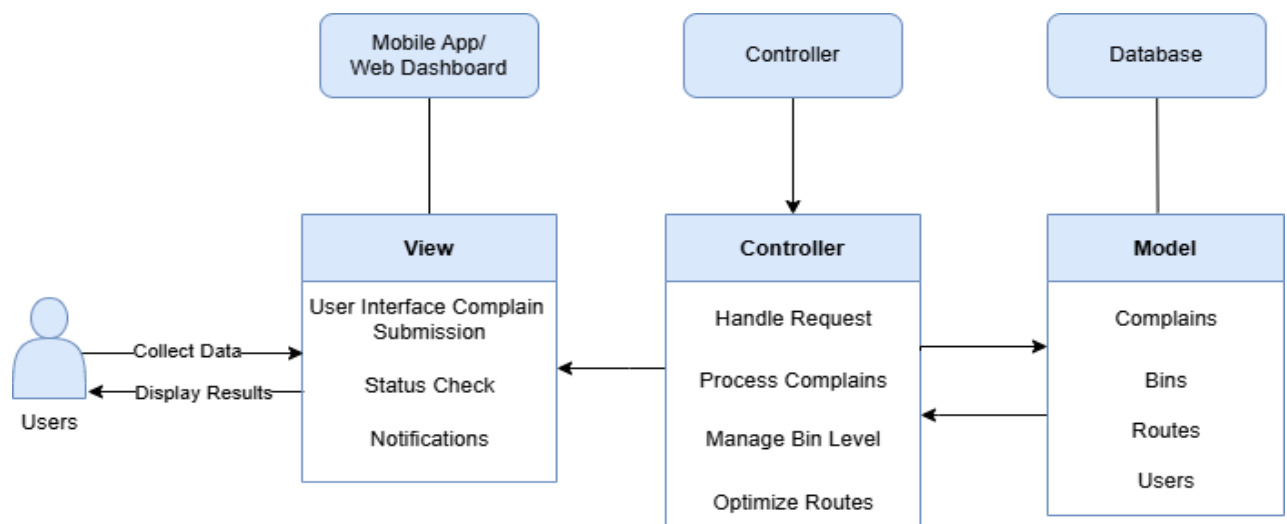 Mobile App/
Web Dashboard
Controller
Database
View
Controller
Model
User Interface Complain
Submission
Status Check
Notifications
Handle Request
Process Complains
Manage Bin Level
Optimize Routes
Complains
Bins
Routes
Users
Collect Data
Display Results
Users